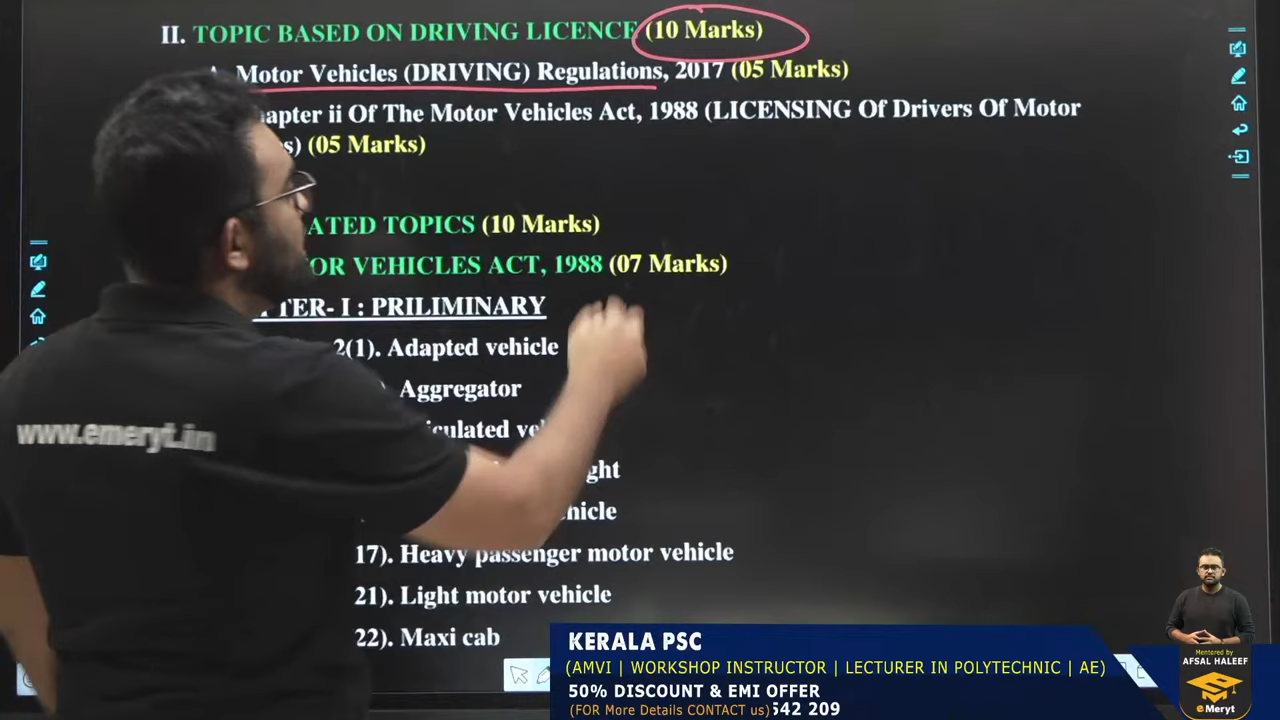 II. TOPIC BASED ON DRIVING LICENCE (10 Marks)
Motor Vehicles (DRIVING) Regulations, 2017 (05 Marks)
apter ii Of The Motor Vehicles Act, 1988 (LICENSING Of Drivers Of Motor
s) (05 Marks)
ATED TOPICS (10 Marks)
OR VEHICLES ACT, 1988 (07 Marks)
TER- I : PRILIMINARY
2(1). Adapted vehicle
). Aggregator
iculated veh
ght
hicle
17). Heavy passenger motor vehicle
21). Light motor vehicle
22). Maxi cab
www.emeryt.in
KERALA PSC
(AMVI | WORKSHOP INSTRUCTOR | LECTURER IN POLYTECHNIC | AE)
50% DISCOUNT & EMI OFFER
(FOR More Details CONTACT us) 542 209
Mentored by
AFSAL HALEEF
eMeryt